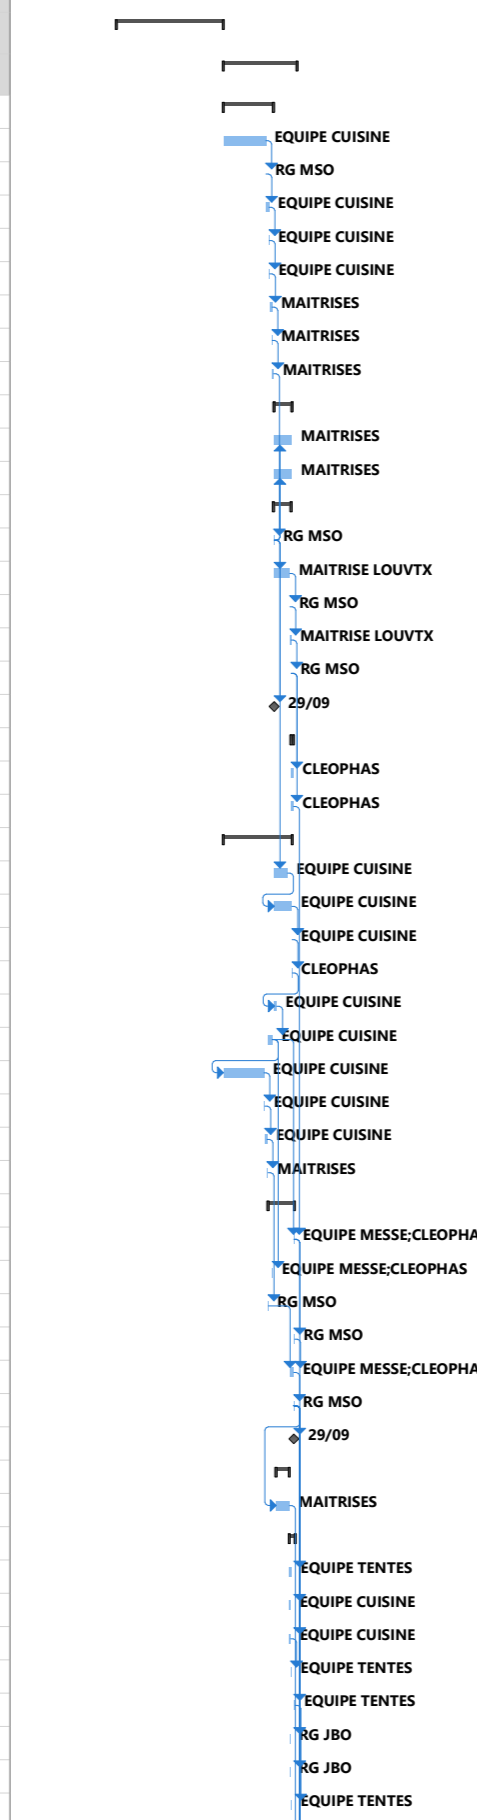 EQUIPE CUISINE
RG MSO
EQUIPE CUISINE
EQUIPE CUISINE
EQUIPE CUISINE
MAITRISES
MAITRISES
MAITRISES
MAITRISES
MAITRISES
RG MSO
MAITRISE LOUVTX
RG MSO
MAITRISE LOUVTX
RG MSO
29/09
CLEOPHAS
CLEOPHAS
EQUIPE CUISINE
EQUIPE CUISINE
EQUIPE CUISINE
CLEOPHAS
EQUIPE CUISINE
EQUIPE CUISINE
EQUIPE CUISINE
EQUIPE CUISINE
EQUIPE CUISINE
MAITRISES
EQUIPE MESSE;CLEOPHA
EQUIPE MESSE;CLEOPHAS
RG MSO
RG MSO
EQUIPE MESSE;CLEOPHA
RG MSO
29/09
MAITRISES
EQUIPE TENTES
EQUIPE CUISINE
EQUIPE CUISINE
EQUIPE TENTES
EQUIPE TENTES
RG JBO
RG JBO
EQUIPE TENTES